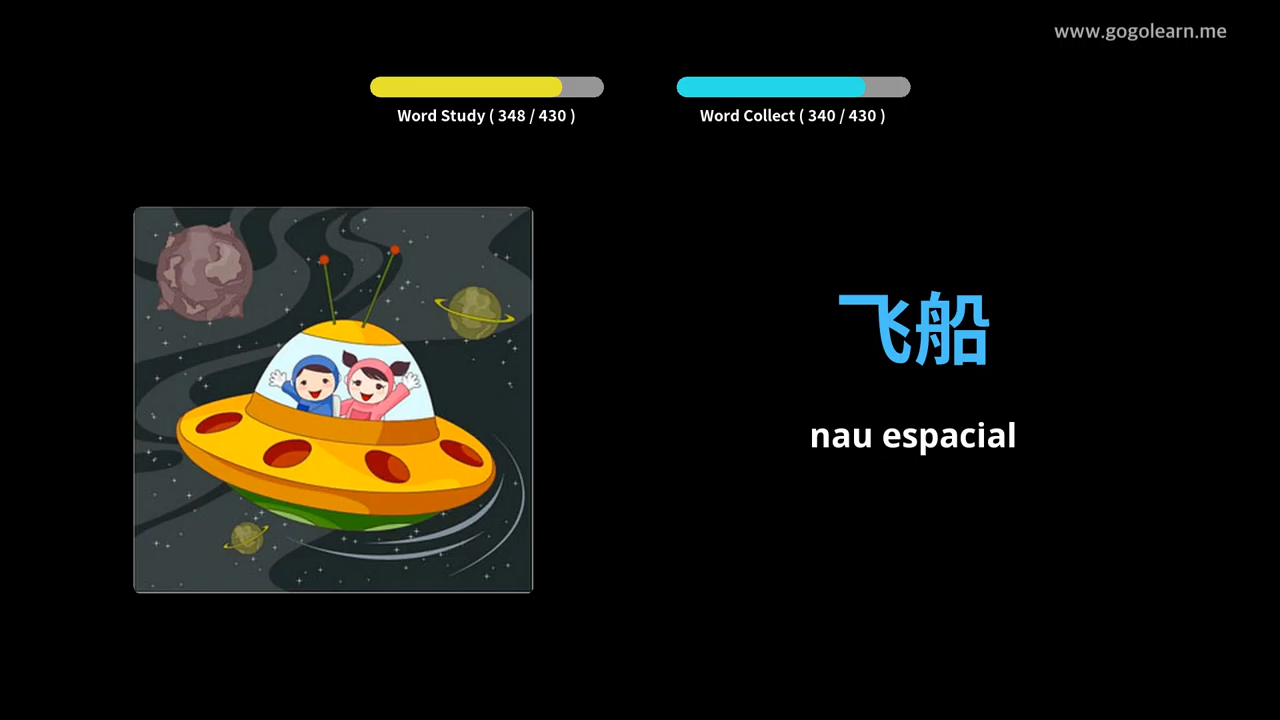 www.gogolearn.me
Word Study ( 348 / 430 )
Word Collect ( 340 / 430 )
飞船
nau espacial